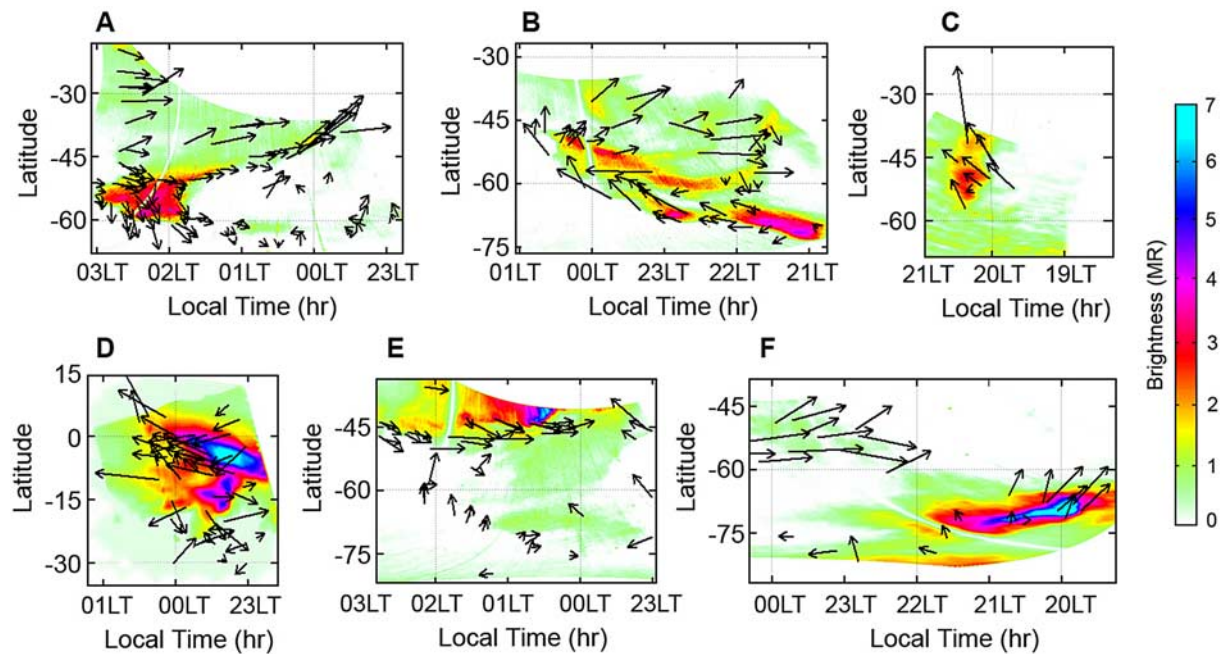 A
B
C
-30
-45
-60
03LT 02LT 01LT 00LT 23LT
Latitude
Local Time (hr)
-30
-45
-60
-75
01LT 00LT 23LT 22LT 21LT
Latitude
Local Time (hr)
-30
-45
-60
21LT 20LT 19LT
Latitude
Local Time (hr)
7
6
5
4
3
2
1
0
Brightness (MR)
D
E
F
15
0
-15
-30
01LT 00LT 23LT
Latitude
Local Time (hr)
-45
-60
-75
03LT 02LT 01LT 00LT 23LT
Latitude
Local Time (hr)
-45
-60
-75
00LT 23LT 22LT 21LT 20LT
Latitude
Local Time (hr)